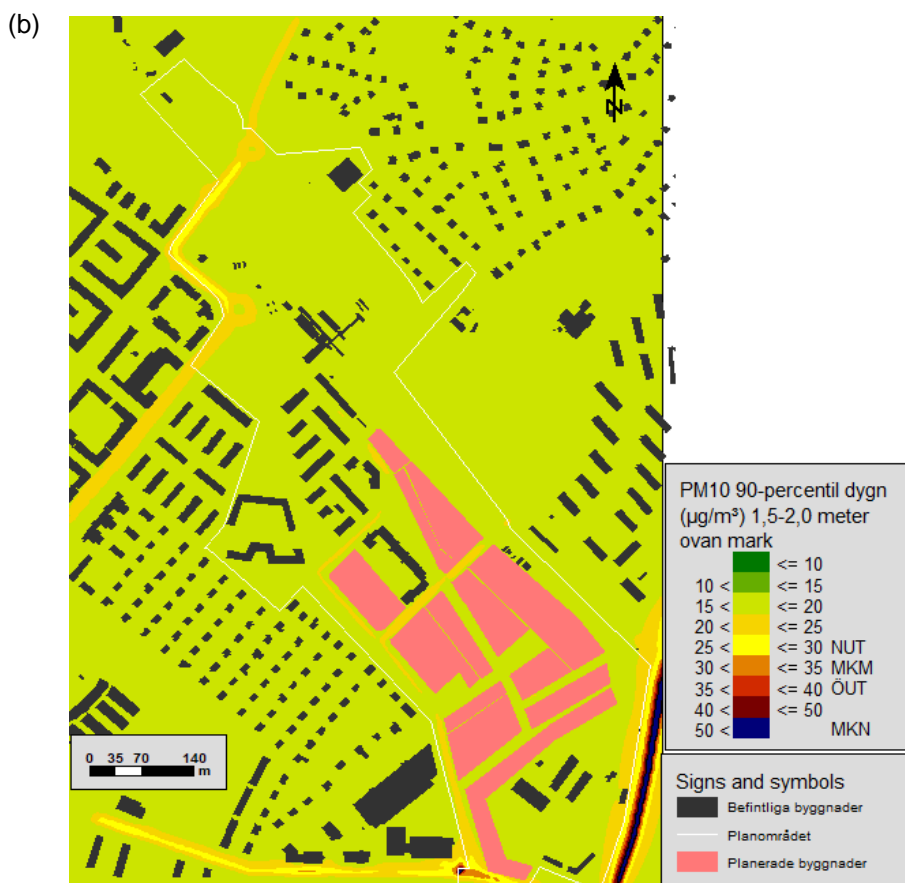 (b)
N
PM10 90-percentil dygn
(µg/m³) 1,5-2,0 meter
ovan mark
<= 10
10 < <= 15
15 < <= 20
20 < <= 25
25 < <= 30 NUT
30 < <= 35 MKM
35 < <= 40 ÖUT
40 < <= 50
50 < MKN
0 35 70 140
m
Signs and symbols
Befintliga byggnader
Planområdet
Planerade byggnader